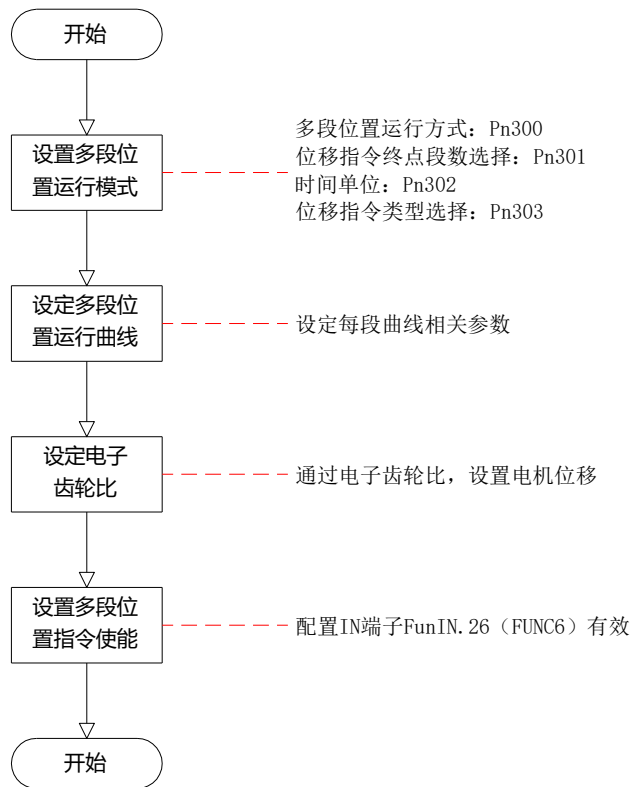 开始
设置多段位
置运行模式
多段位置运行方式：Pn300
位移指令终点段数选择：Pn301
时间单位：Pn302
位移指令类型选择：Pn303
设定多段位
置运行曲线
设定每段曲线相关参数
设定电子
齿轮比
通过电子齿轮比，设置电机位移
设置多段位
置指令使能
配置IN端子FunIN.26（FUNC6）有效
开始